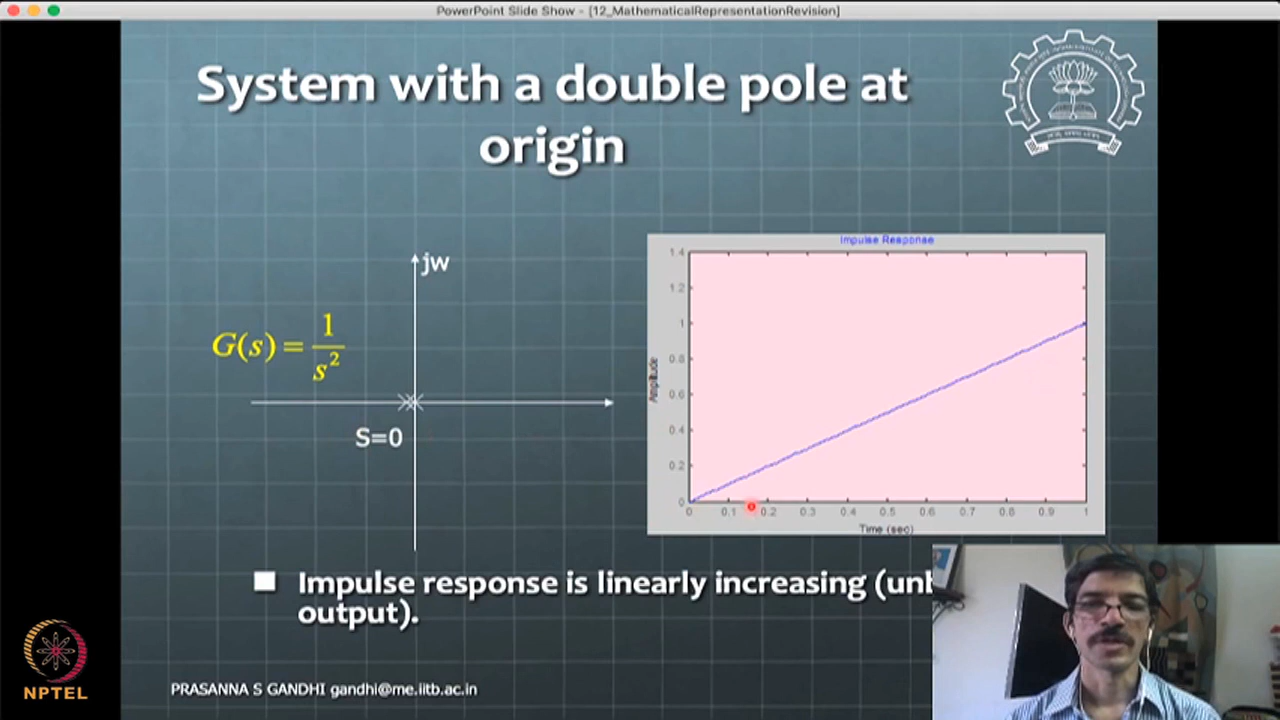 PowerPoint Slide Show - [12_MathematicalRepresentationRevision]
System with a double pole at
origin
jw
G(s) = 1/s²
S=0
Impulse Response
Amplitude
1.4
1.2
1
0.8
0.6
0.4
0.2
0
0 0.1 0.2 0.3 0.4 0.5 0.6 0.7 0.8 0.9 1
Time (sec)
Impulse response is linearly increasing (un
output).
NPTEL
PRASANNA S GANDHI gandhi@me.iitb.ac.in